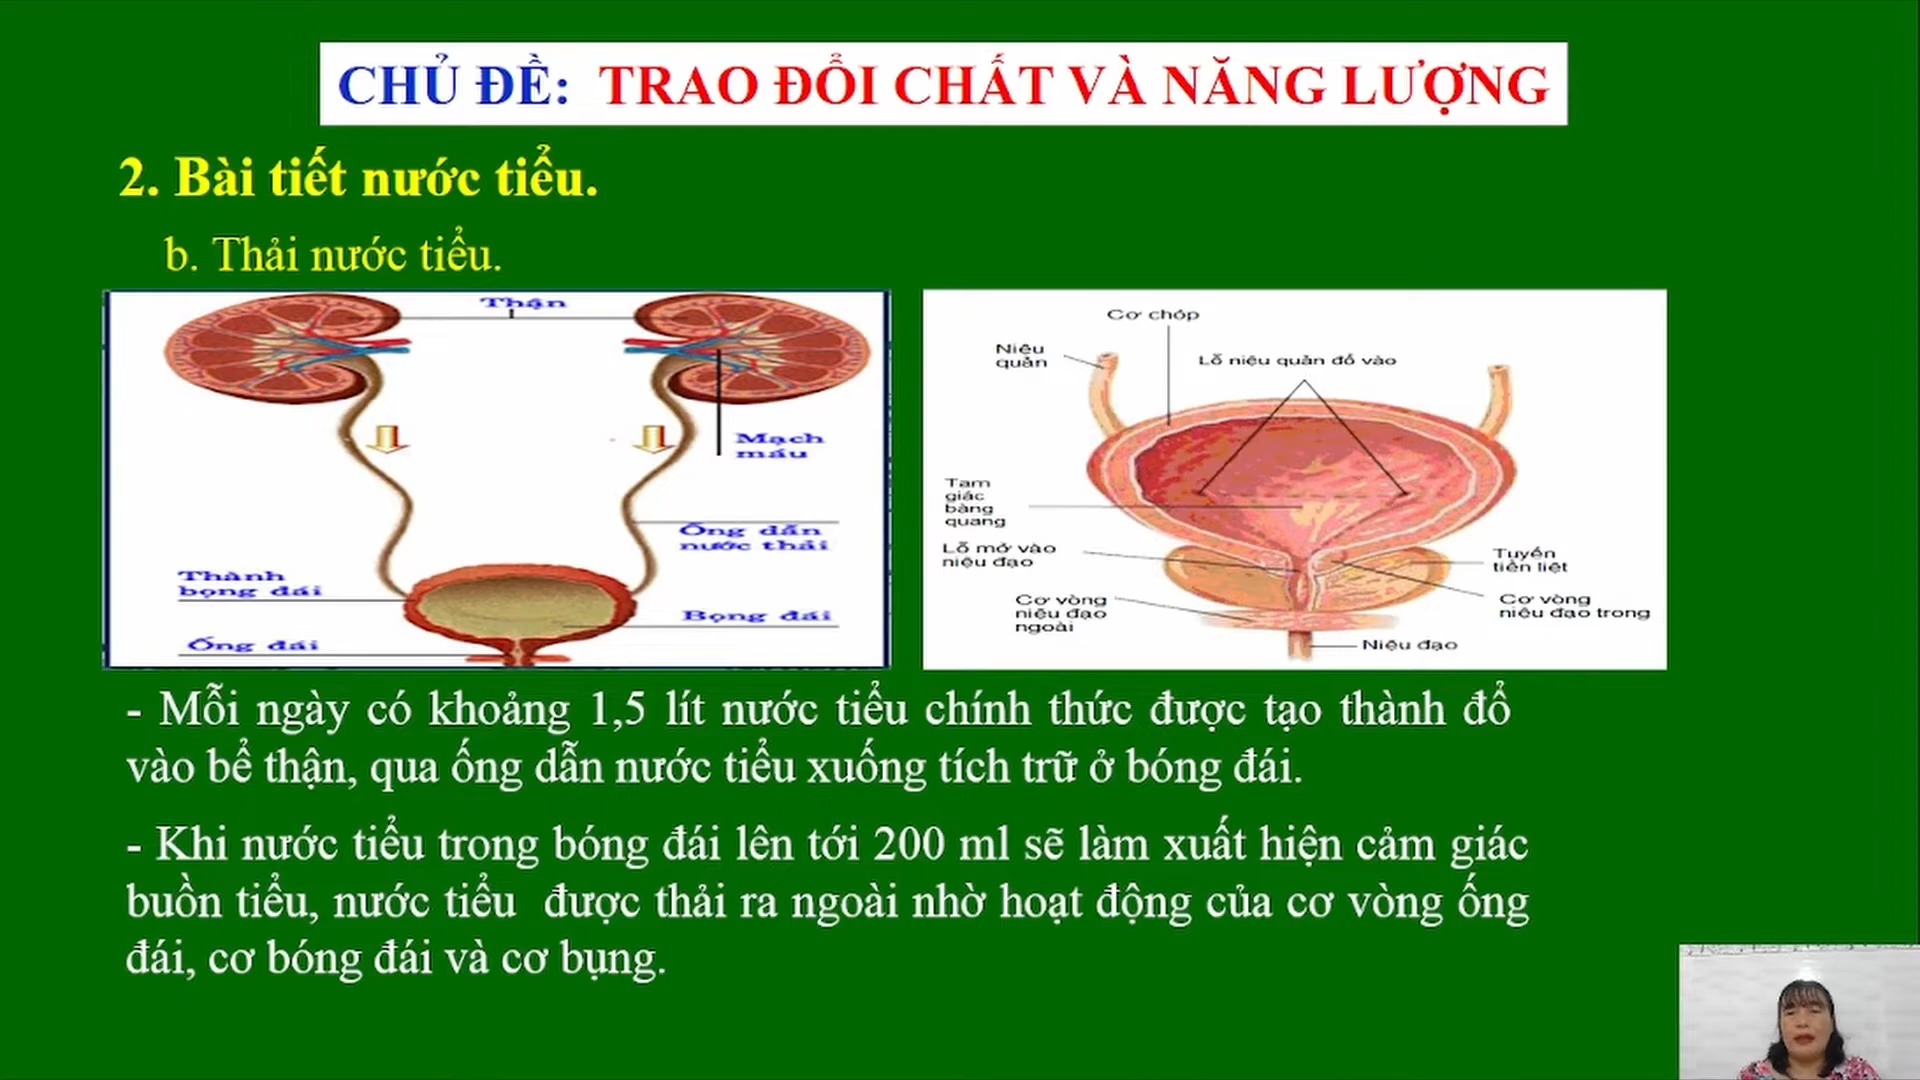 CHỦ ĐỀ: TRAO ĐỔI CHẤT VÀ NĂNG LƯỢNG
2. Bài tiết nước tiểu.
b. Thải nước tiểu.
Thận
Mạch
máu
Ống dẫn
nước thải
Thành
bọng đái
Bọng đái
Ống đái
Cơ chóp
Niệu
quản
Lỗ niệu quản đổ vào
Tam
giác
bàng
quang
Lỗ mở vào
niệu đạo
Tuyến
tiền liệt
Cơ vòng
niệu đạo
ngoài
Cơ vòng
niệu đạo trong
Niệu đạo
- Mỗi ngày có khoảng 1,5 lít nước tiểu chính thức được tạo thành đổ
vào bể thận, qua ống dẫn nước tiểu xuống tích trữ ở bóng đái.
- Khi nước tiểu trong bóng đái lên tới 200 ml sẽ làm xuất hiện cảm giác
buồn tiểu, nước tiểu được thải ra ngoài nhờ hoạt động của cơ vòng ống
đái, cơ bóng đái và cơ bụng.